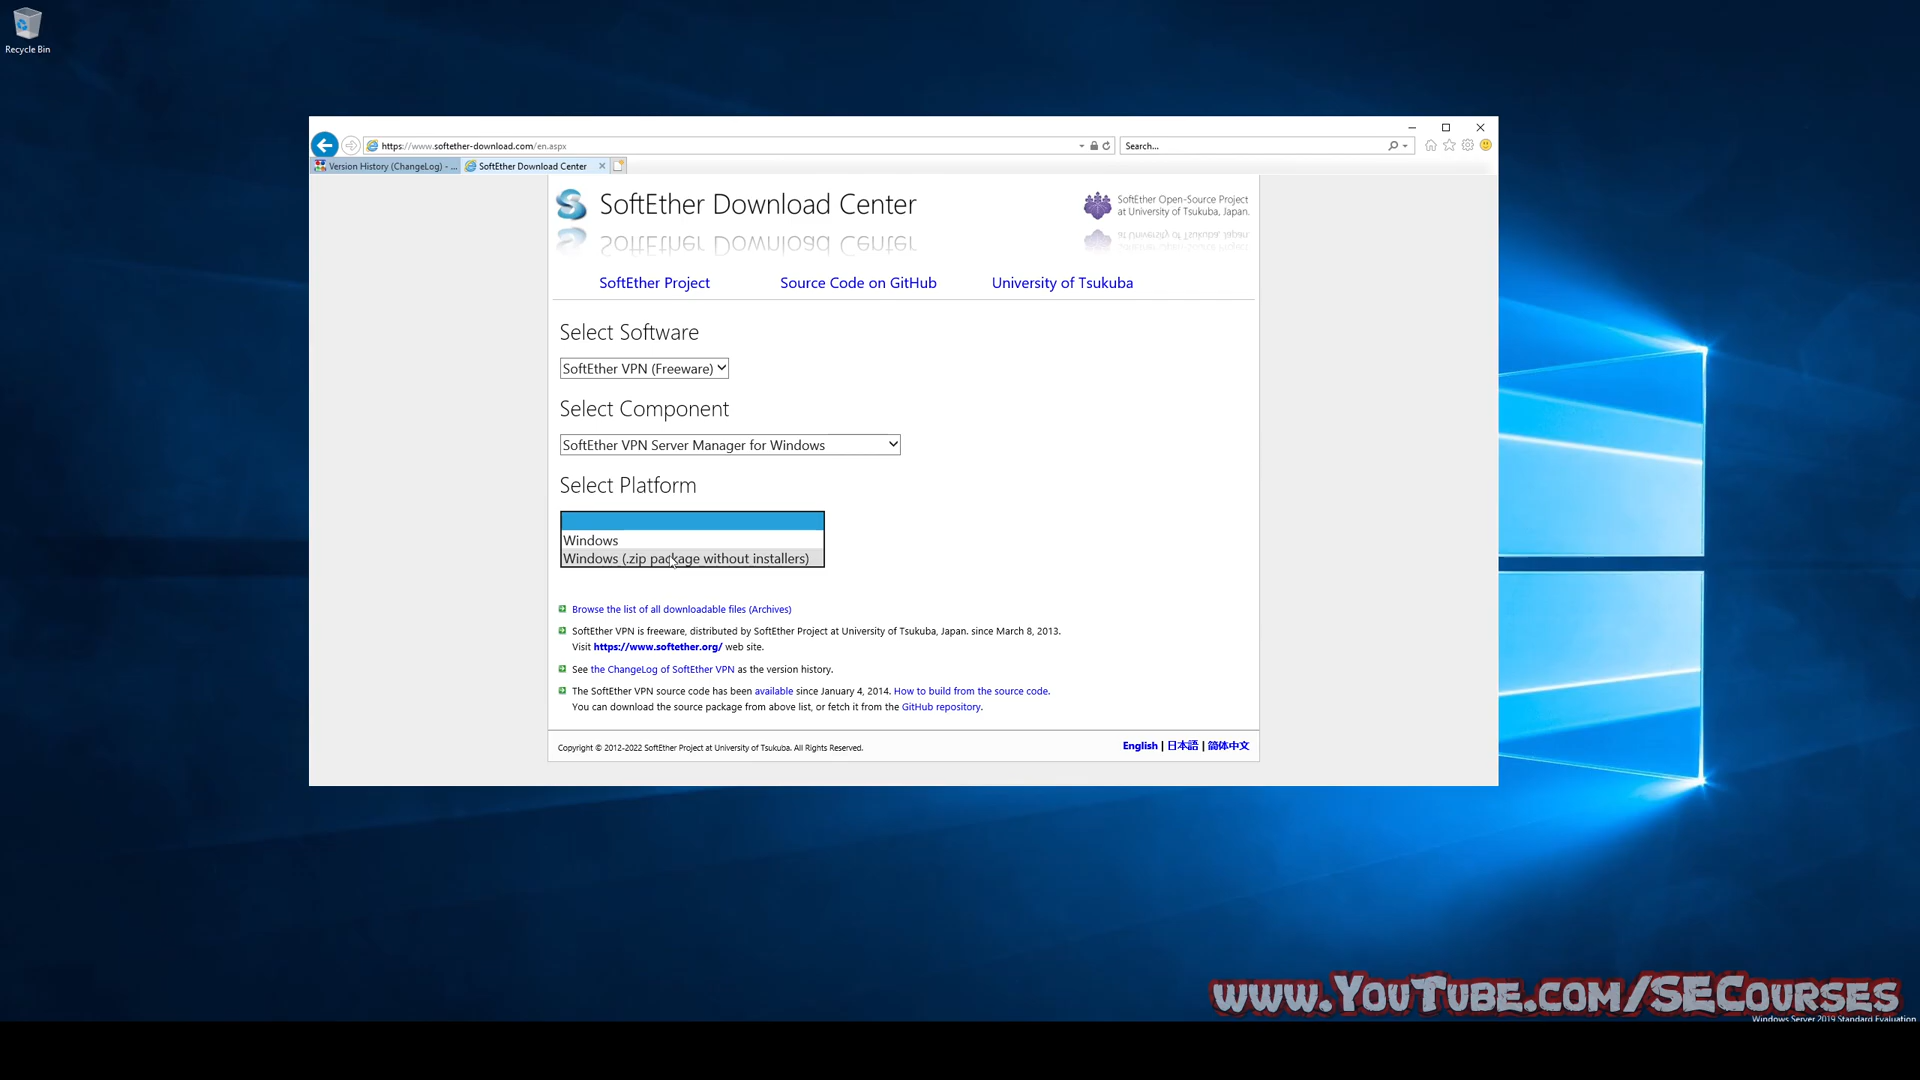 Recycle Bin
https://www.softether-download.com/en.aspx
Search...
Version History (ChangeLog) - ...
SoftEther Download Center
SoftEther Download Center
SoftEther Open-Source Project
at University of Tsukuba, Japan.
SoftEther Project
Source Code on GitHub
University of Tsukuba
Select Software
SoftEther VPN (Freeware)
Select Component
SoftEther VPN Server Manager for Windows
Select Platform
Windows
Windows (.zip package without installers)
Browse the list of all downloadable files (Archives)
SoftEther VPN is freeware, distributed by SoftEther Project at University of Tsukuba, Japan. since March 8, 2013.
Visit https://www.softether.org/ web site.
See the ChangeLog of SoftEther VPN as the version history.
The SoftEther VPN source code has been available since January 4, 2014. How to build from the source code.
You can download the source package from above list, or fetch it from the GitHub repository.
Copyright © 2012-2022 SoftEther Project at University of Tsukuba. All Rights Reserved.
English | 日本語 | 简体中文
www.YouTube.com/SECourses
Windows Server 2019 Standard Evaluation